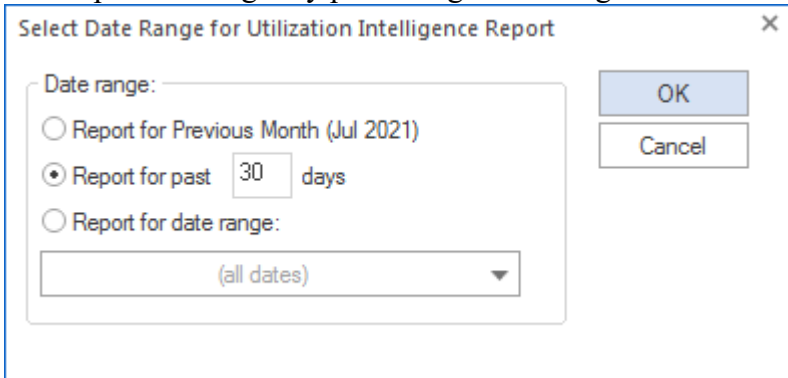 Select Date Range for Utilization Intelligence Report
Date range:
OK
Report for Previous Month (Jul 2021)
Cancel
Report for past 30 days
Report for date range:
(all dates)